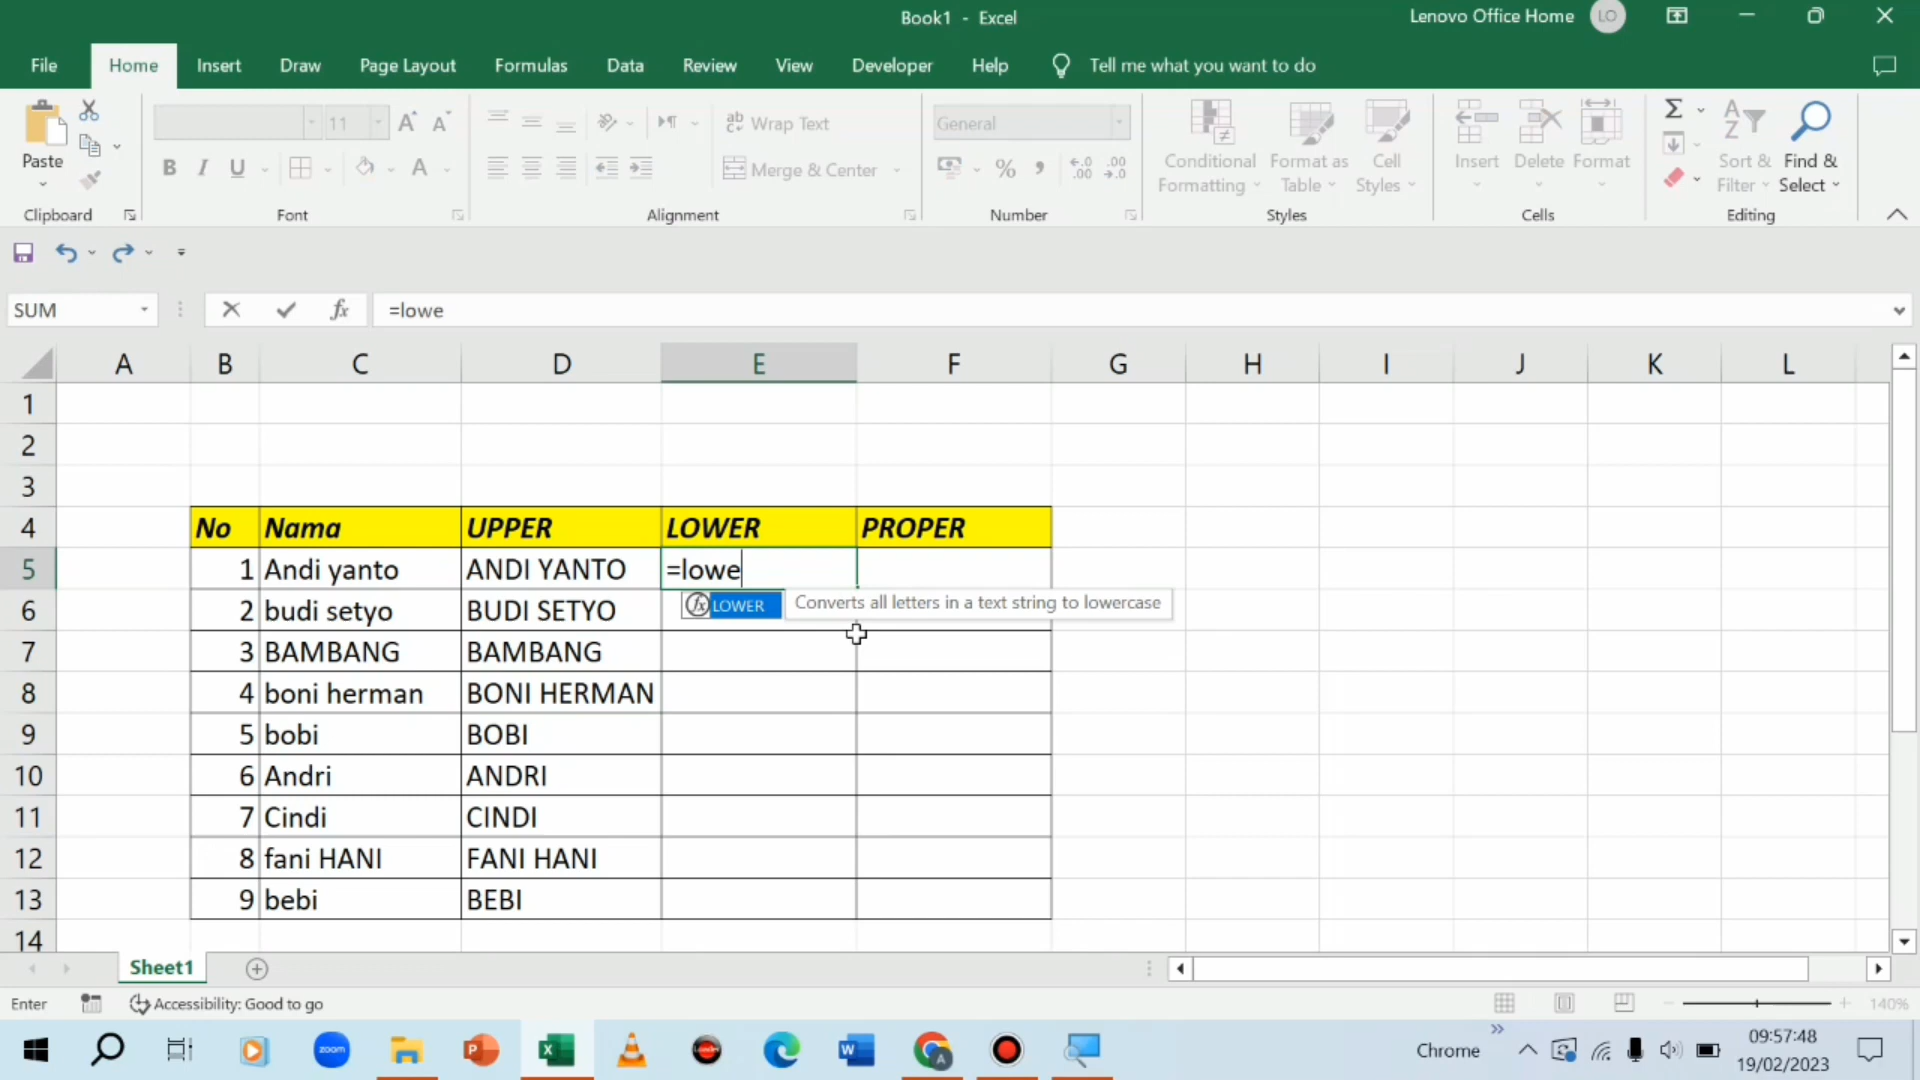 Book1 - Excel
Lenovo Office Home
LO
File
Home
Insert
Draw
Page Layout
Formulas
Data
Review
View
Developer
Help
Tell me what you want to do
Paste
11
Wrap Text
Merge & Center
General
Conditional Formatting
Format as Table
Cell Styles
Insert
Delete
Format
Sort & Filter
Find & Select
Clipboard
Font
Alignment
Number
Styles
Cells
Editing
SUM
=lowe
A B C D E F G H I J K L
1
2
3
4 No Nama UPPER LOWER PROPER
5 1 Andi yanto ANDI YANTO =lowe
LOWER Converts all letters in a text string to lowercase
6 2 budi setyo BUDI SETYO
7 3 BAMBANG BAMBANG
8 4 boni herman BONI HERMAN
9 5 bobi BOBI
10 6 Andri ANDRI
11 7 Cindi CINDI
12 8 fani HANI FANI HANI
13 9 bebi BEBI
14
Sheet1
Enter
Accessibility: Good to go
140%
zoom
Chrome
09:57:48
19/02/2023